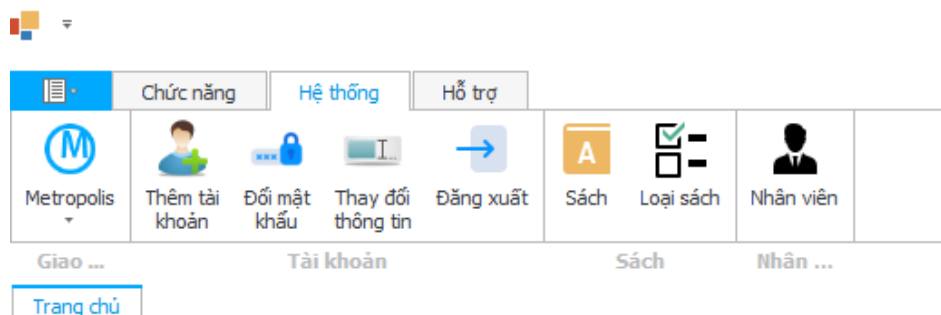 Chức năng Hệ thống Hỗ trợ
Metropolis Thêm tài khoản Đổi mật khẩu Thay đổi thông tin Đăng xuất Sách Loại sách Nhân viên
Giao ... Tài khoản Sách Nhân ...
Trang chủ